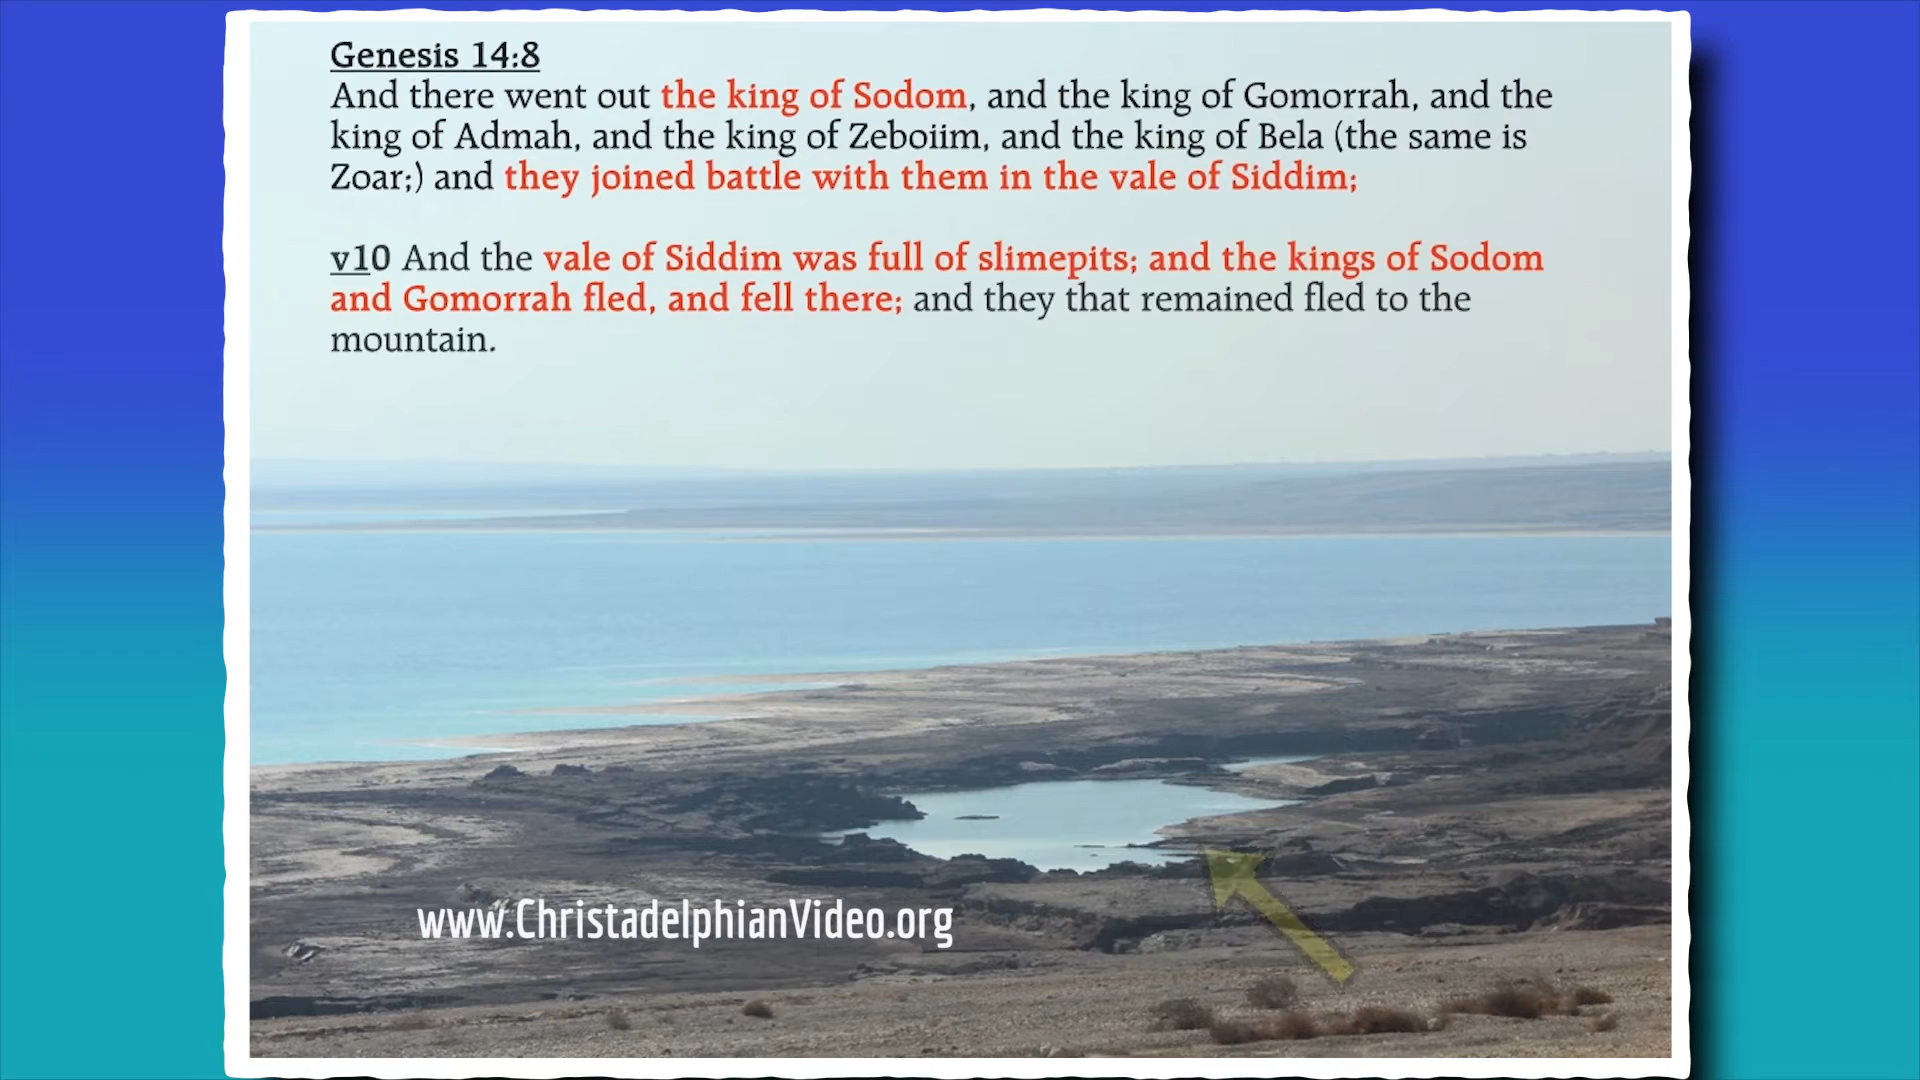 Genesis 14:8
And there went out the king of Sodom, and the king of Gomorrah, and the
king of Admah, and the king of Zeboiim, and the king of Bela (the same is
Zoar;) and they joined battle with them in the vale of Siddim;
v10 And the vale of Siddim was full of slimepits; and the kings of Sodom
and Gomorrah fled, and fell there; and they that remained fled to the
mountain.
www.ChristadelphianVideo.org